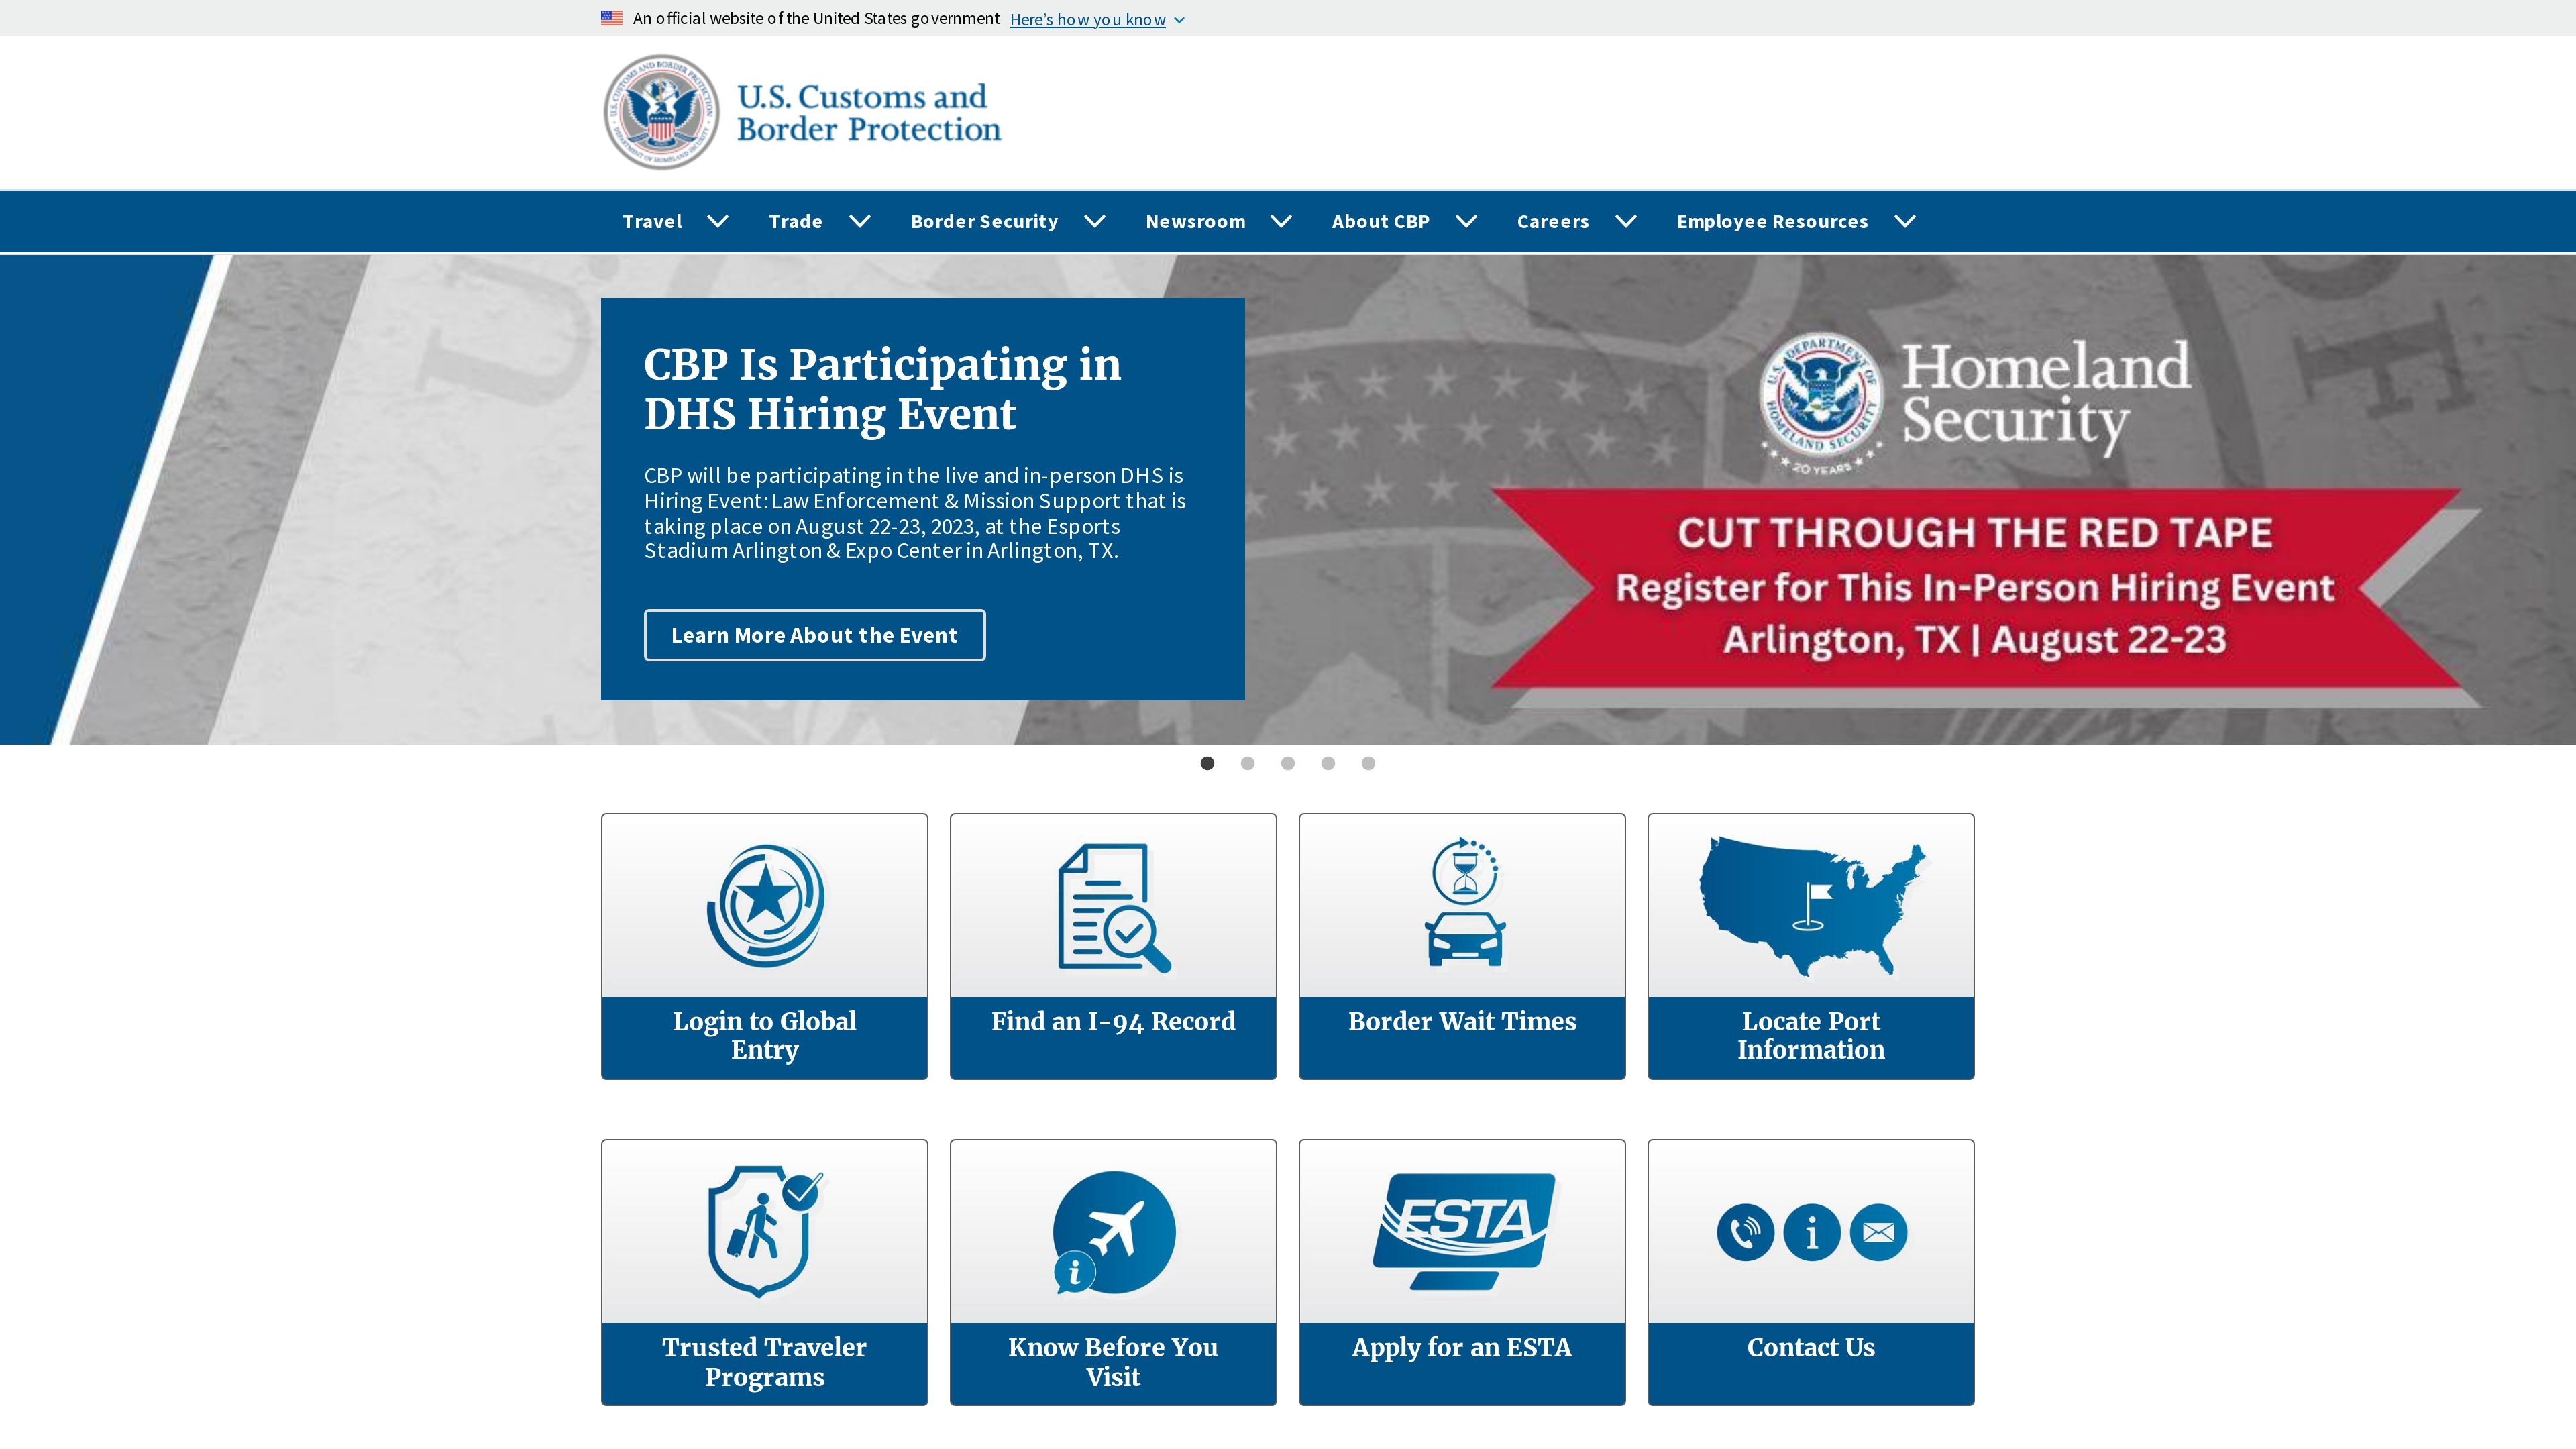 An official website of the United States government Here's how you know
U.S. Customs and
Border Protection
Travel
Trade
Border Security
Newsroom
About CBP
Careers
Employee Resources
CBP Is Participating in
DHS Hiring Event
CBP will be participating in the live and in-person DHS is
Hiring Event: Law Enforcement & Mission Support that is
taking place on August 22-23, 2023, at the Esports
Stadium Arlington & Expo Center in Arlington, TX.
Learn More About the Event
U.S. DEPARTMENT OF
HOMELAND SECURITY
20 YEARS
Homeland
Security
CUT THROUGH THE RED TAPE
Register for This In-Person Hiring Event
Arlington, TX | August 22-23
Login to Global
Entry
Find an I-94 Record
Border Wait Times
Locate Port
Information
Trusted Traveler
Programs
i
Know Before You
Visit
ESTA
Apply for an ESTA
i
Contact Us